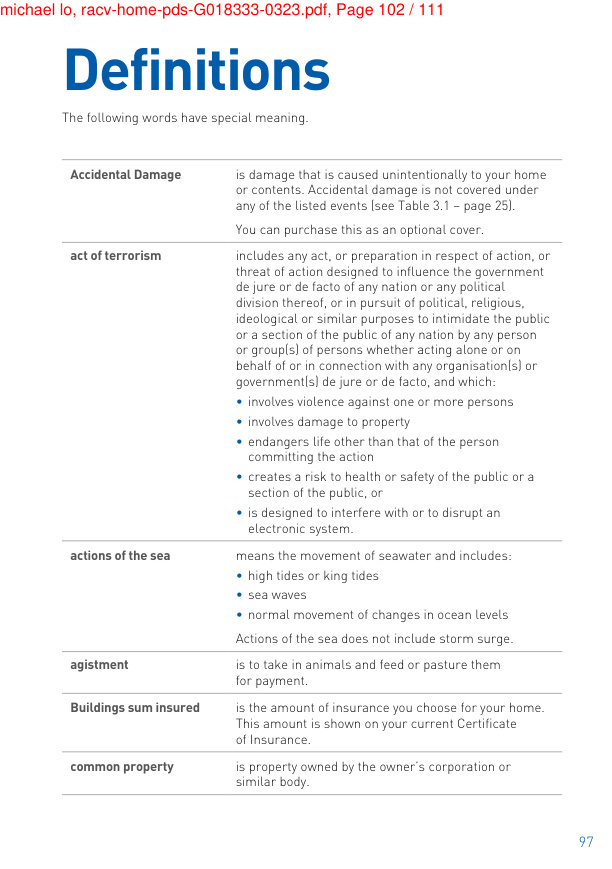 michael lo, racv-home-pds-G018333-0323.pdf, Page 102 / 111
Definitions
The following words have special meaning.
Accidental Damage
is damage that is caused unintentionally to your home
or contents. Accidental damage is not covered under
any of the listed events (see Table 3.1 – page 25).
You can purchase this as an optional cover.
act of terrorism
includes any act, or preparation in respect of action, or
threat of action designed to influence the government
de jure or de facto of any nation or any political
division thereof, or in pursuit of political, religious,
ideological or similar purposes to intimidate the public
or a section of the public of any nation by any person
or group(s) of persons whether acting alone or on
behalf of or in connection with any organisation(s) or
government(s) de jure or de facto, and which:
• involves violence against one or more persons
• involves damage to property
• endangers life other than that of the person
committing the action
• creates a risk to health or safety of the public or a
section of the public, or
• is designed to interfere with or to disrupt an
electronic system.
actions of the sea
means the movement of seawater and includes:
• high tides or king tides
• sea waves
• normal movement of changes in ocean levels
Actions of the sea does not include storm surge.
agistment
is to take in animals and feed or pasture them
for payment.
Buildings sum insured
is the amount of insurance you choose for your home.
This amount is shown on your current Certificate
of Insurance.
common property
is property owned by the owner's corporation or
similar body.
97